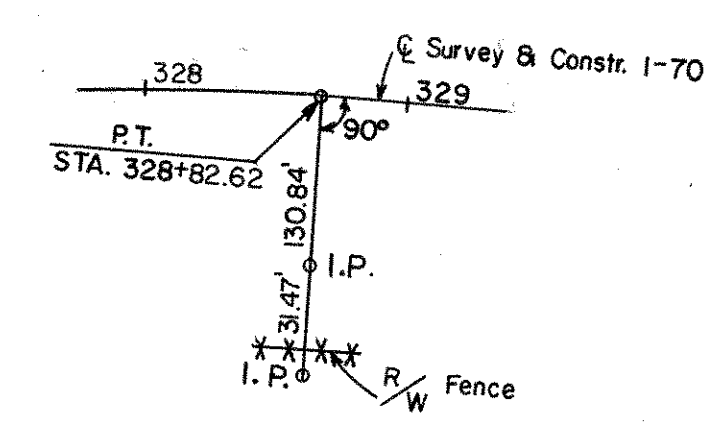 ℄ Survey & Constr. I-70
328
329
90°
P.T.
STA. 328+82.62
130.84'
I.P.
31.47'
I.P.
R/W Fence